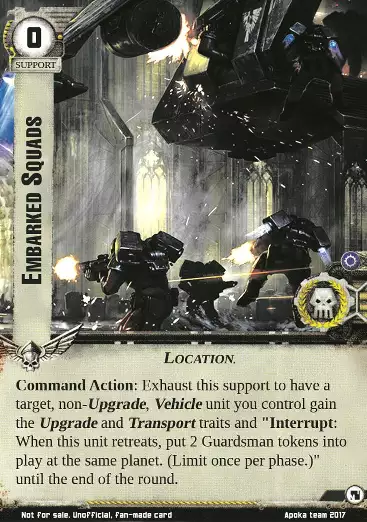 0
SUPPORT
EMBARKED SQUADS
LOCATION.
Command Action: Exhaust this support to have a
target, non-Upgrade, Vehicle unit you control gain
the Upgrade and Transport traits and "Interrupt:
When this unit retreats, put 2 Guardsman tokens into
play at the same planet. (Limit once per phase.)"
until the end of the round.
Not for sale. Unofficial, fan-made card
Apoka team 2017